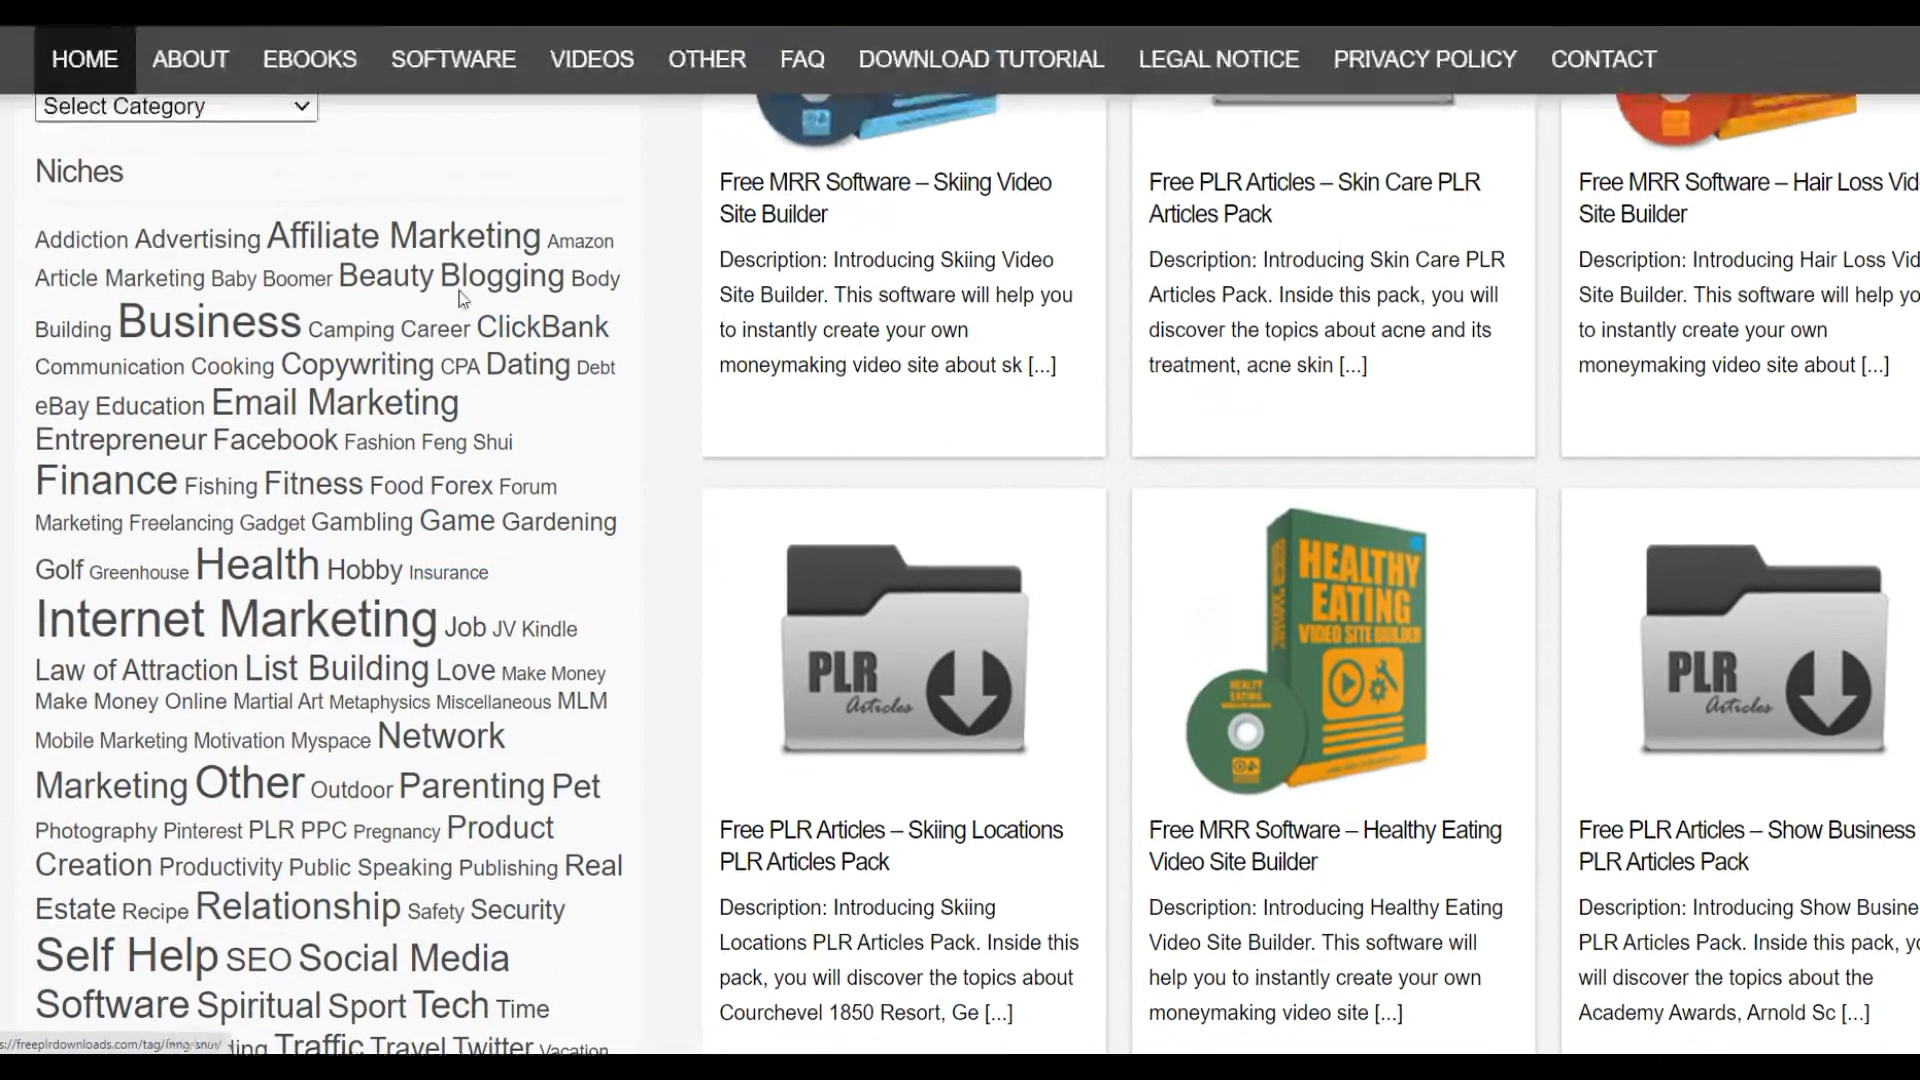 HOME ABOUT EBOOKS SOFTWARE VIDEOS OTHER FAQ DOWNLOAD TUTORIAL LEGAL NOTICE PRIVACY POLICY CONTACT
Select Category
Niches
Addiction Advertising Affiliate Marketing Amazon
Article Marketing Baby Boomer Beauty Blogging Body
Building Business Camping Career ClickBank
Communication Cooking Copywriting CPA Dating Debt
eBay Education Email Marketing
Entrepreneur Facebook Fashion Feng Shui
Finance Fishing Fitness Food Forex Forum
Marketing Freelancing Gadget Gambling Game Gardening
Golf Greenhouse Health Hobby Insurance
Internet Marketing Job JV Kindle
Law of Attraction List Building Love Make Money
Make Money Online Martial Art Metaphysics Miscellaneous MLM
Mobile Marketing Motivation Myspace Network
Marketing Other Outdoor Parenting Pet
Photography Pinterest PLR PPC Pregnancy Product
Creation Productivity Public Speaking Publishing Real
Estate Recipe Relationship Safety Security
Self Help SEO Social Media
Software Spiritual Sport Tech Time
Traffic Travel Twitter Vacation
Free MRR Software – Skiing Video
Site Builder
Description: Introducing Skiing Video
Site Builder. This software will help you
to instantly create your own
moneymaking video site about sk [...]
Free PLR Articles – Skin Care PLR
Articles Pack
Description: Introducing Skin Care PLR
Articles Pack. Inside this pack, you will
discover the topics about acne and its
treatment, acne skin [...]
Free MRR Software – Hair Loss Vid
Site Builder
Description: Introducing Hair Loss Vid
Site Builder. This software will help yo
to instantly create your own
moneymaking video site about [...]
PLR
Articles
Free PLR Articles – Skiing Locations
PLR Articles Pack
Description: Introducing Skiing
Locations PLR Articles Pack. Inside this
pack, you will discover the topics about
Courchevel 1850 Resort, Ge [...]
HEALTHY
EATING
VIDEO SITE BUILDER
Free MRR Software – Healthy Eating
Video Site Builder
Description: Introducing Healthy Eating
Video Site Builder. This software will
help you to instantly create your own
moneymaking video site [...]
PLR
Articles
Free PLR Articles – Show Business
PLR Articles Pack
Description: Introducing Show Busine
PLR Articles Pack. Inside this pack, yo
will discover the topics about the
Academy Awards, Arnold Sc [...]